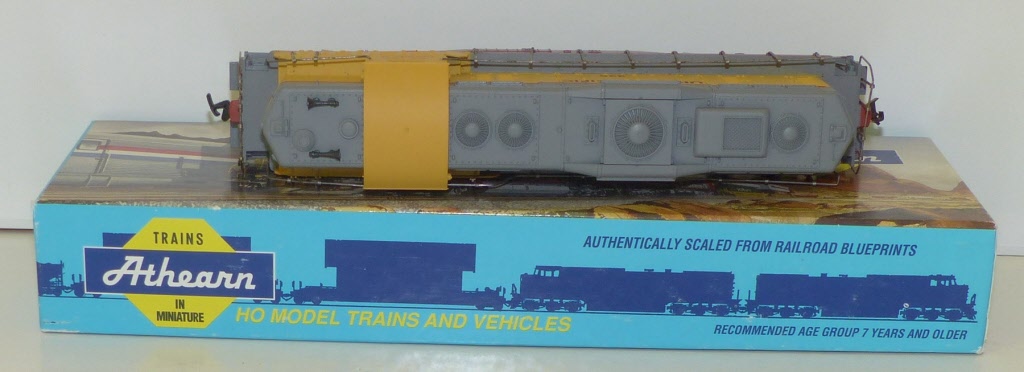 TRAINS
Athearn
IN
MINIATURE
AUTHENTICALLY SCALED FROM RAILROAD BLUEPRINTS
HO MODEL TRAINS AND VEHICLES
RECOMMENDED AGE GROUP 7 YEARS AND OLDER